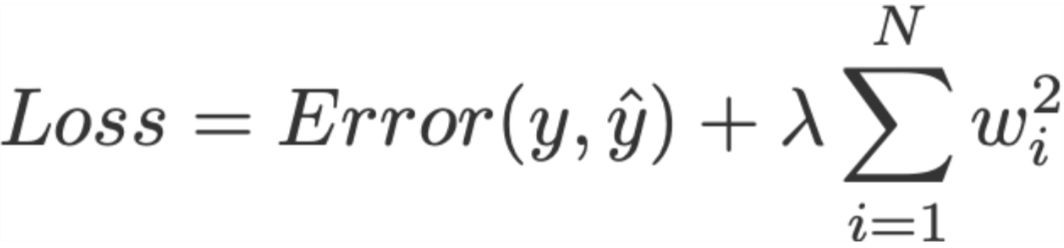 Loss = Error(y, ŷ) + λ ∑_{i=1}^{N} w_i^2